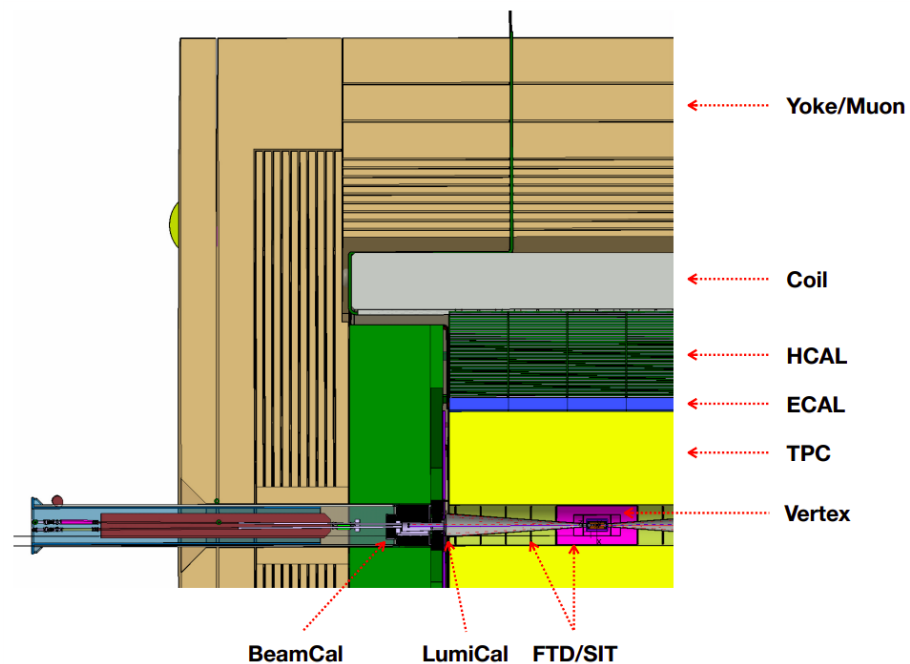 Yoke/Muon
Coil
HCAL
ECAL
TPC
Vertex
BeamCal
LumiCal
FTD/SIT